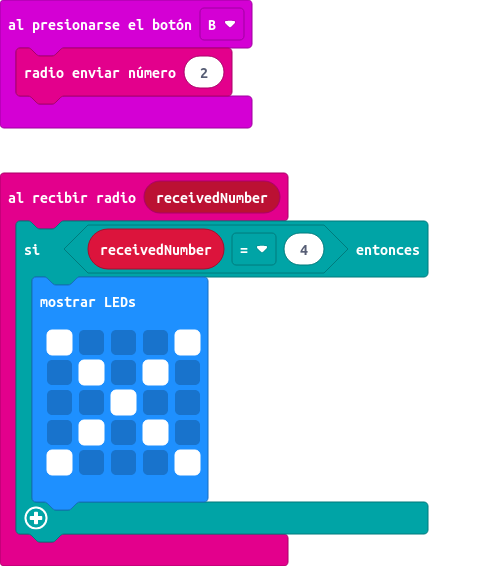 al presionarse el botón B
radio enviar número 2
al recibir radio receivedNumber
si receivedNumber = 4 entonces
mostrar LEDs